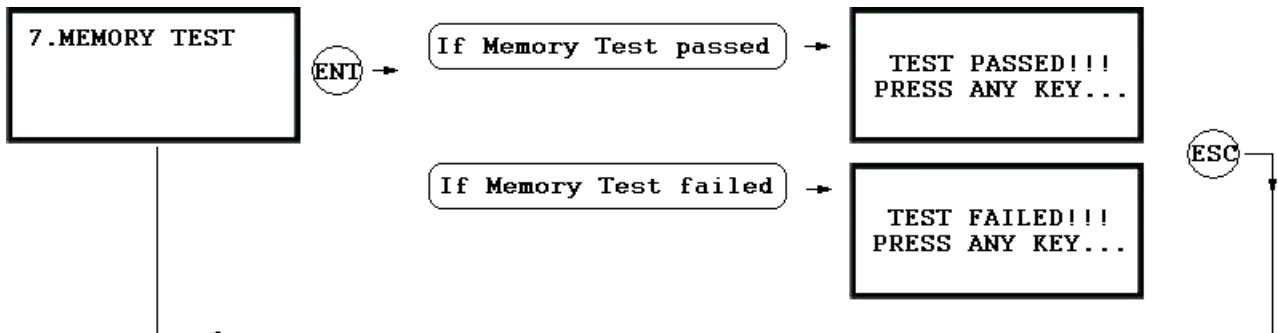 7.MEMORY TEST
ENT
If Memory Test passed
TEST PASSED!!!
PRESS ANY KEY...
ESC
If Memory Test failed
TEST FAILED!!!
PRESS ANY KEY...